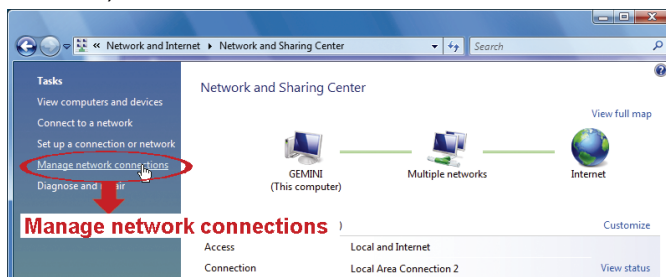 « Network and Internet ▸ Network and Sharing Center
Search
Tasks
View computers and devices
Connect to a network
Set up a connection or network
Manage network connections
Diagnose and
Network and Sharing Center
View full map
GEMINI
(This computer)
Multiple networks
Internet
Manage network connections
)
Customize
Access
Local and Internet
Connection
Local Area Connection 2
View status